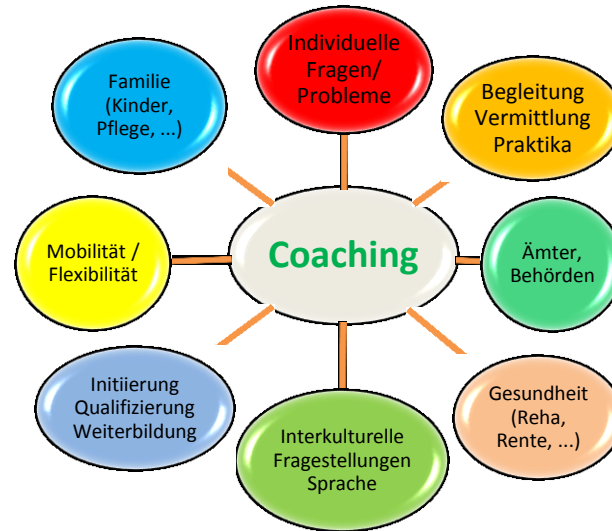 Individuelle
Fragen/
Probleme
Familie
(Kinder,
Pflege, ...)
Begleitung
Vermittlung
Praktika
Mobilität /
Flexibilität
Coaching
Ämter,
Behörden
Initiierung
Qualifizierung
Weiterbildung
Interkulturelle
Fragestellungen
Sprache
Gesundheit
(Reha,
Rente, ...)